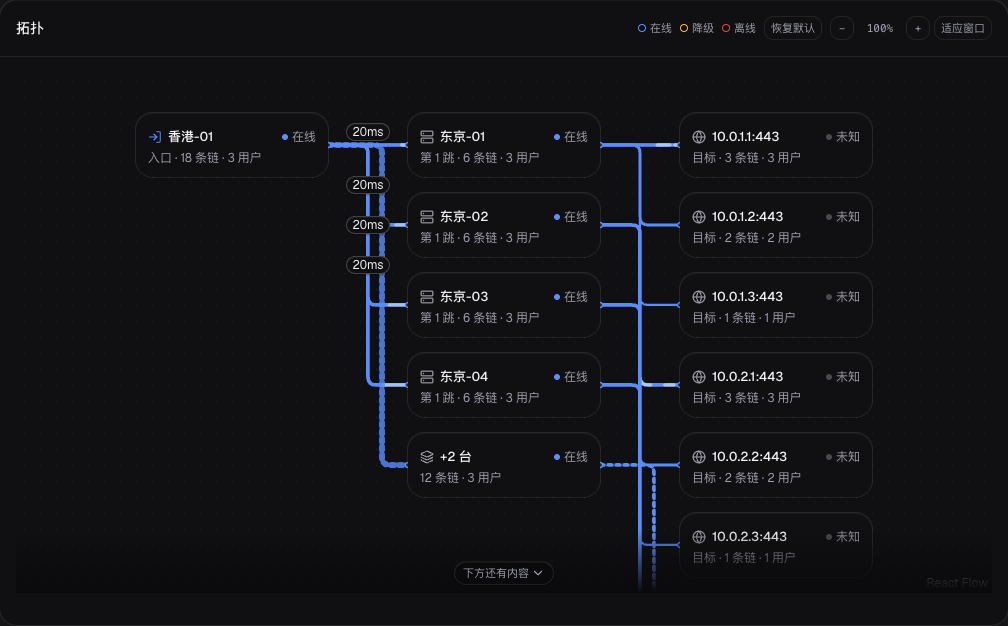 拓扑
在线 降级 离线 恢复默认 － 100% + 适应窗口
香港-01 在线
入口 · 18 条链 · 3 用户
20ms
20ms
20ms
20ms
东京-01 在线
第 1 跳 · 6 条链 · 3 用户
东京-02 在线
第 1 跳 · 6 条链 · 3 用户
东京-03 在线
第 1 跳 · 6 条链 · 3 用户
东京-04 在线
第 1 跳 · 6 条链 · 3 用户
+2 台 在线
12 条链 · 3 用户
10.0.1.1:443 未知
目标 · 3 条链 · 3 用户
10.0.1.2:443 未知
目标 · 2 条链 · 2 用户
10.0.1.3:443 未知
目标 · 1 条链 · 1 用户
10.0.2.1:443 未知
目标 · 3 条链 · 3 用户
10.0.2.2:443 未知
目标 · 2 条链 · 2 用户
10.0.2.3:443 未知
目标 · 1 条链 · 1 用户
下方还有内容
React Flow